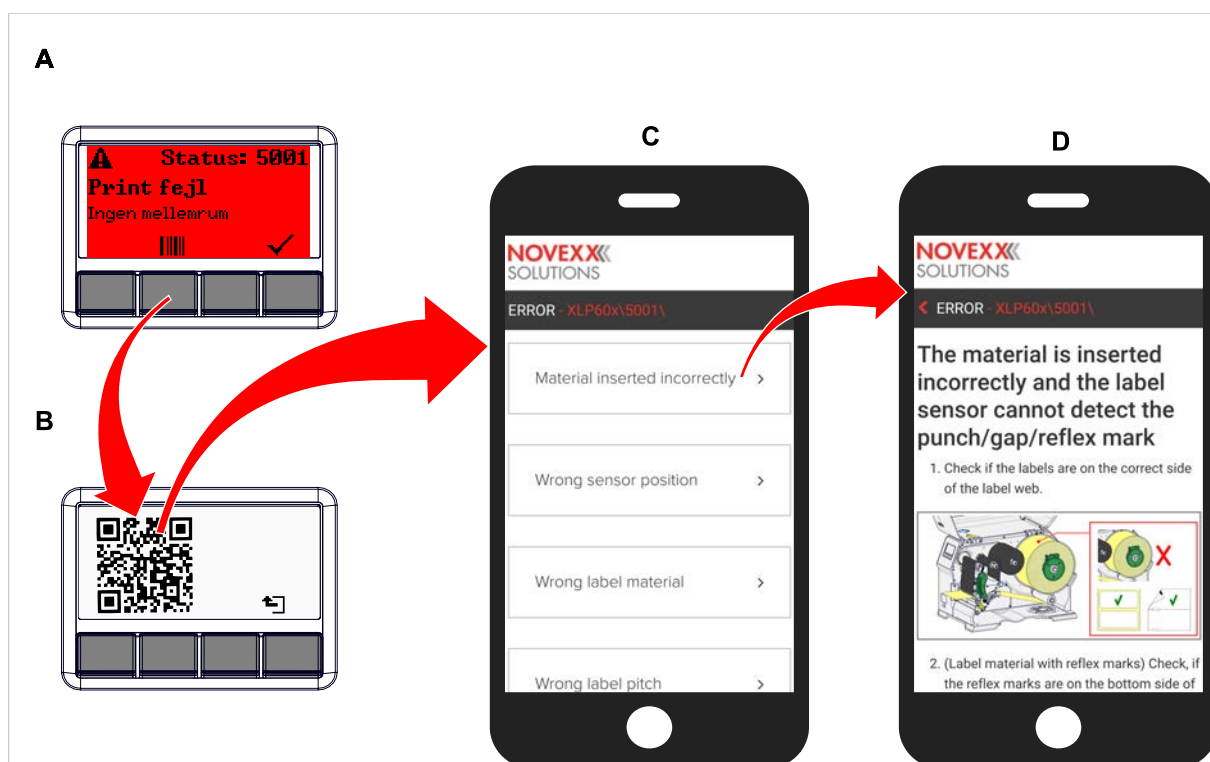 A
Status: 5001
Print fejl
Ingen mellemrum
B
C
NOVEXX
SOLUTIONS
ERROR - XLP60x\5001\
Material inserted incorrectly
Wrong sensor position
Wrong label material
Wrong label pitch
D
NOVEXX
SOLUTIONS
ERROR - XLP60x\5001\
The material is inserted
incorrectly and the label
sensor cannot detect the
punch/gap/reflex mark
1. Check if the labels are on the correct side
of the label web.
X
2. (Label material with reflex marks) Check, if
the reflex marks are on the bottom side of